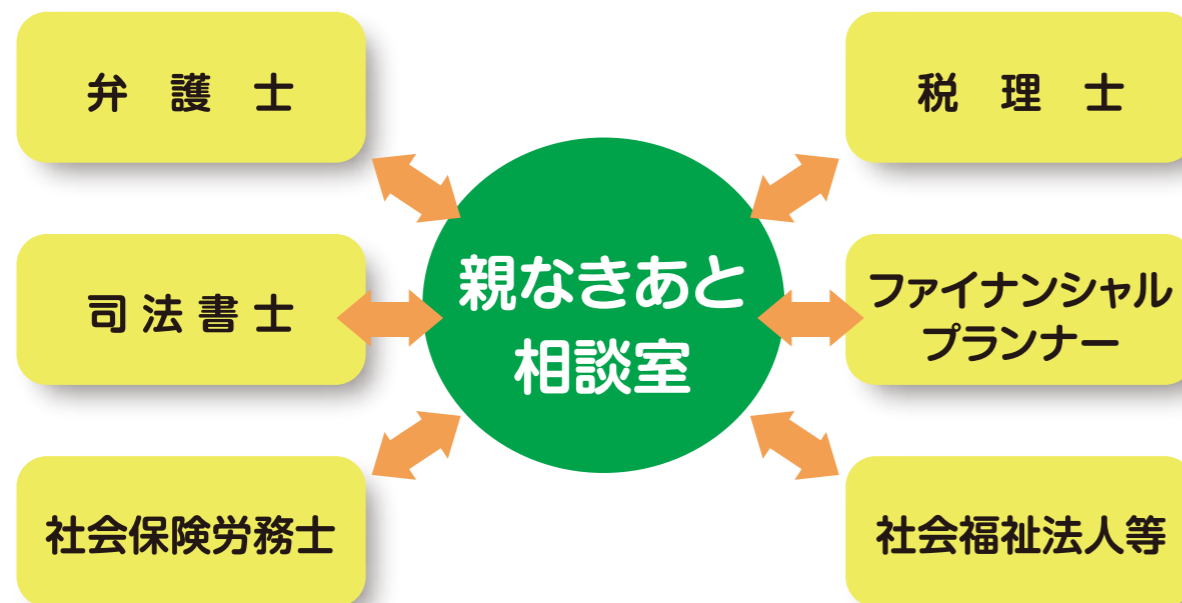 弁護士
税理士
親なきあと
相談室
司法書士
ファイナンシャル
プランナー
社会保険労務士
社会福祉法人等